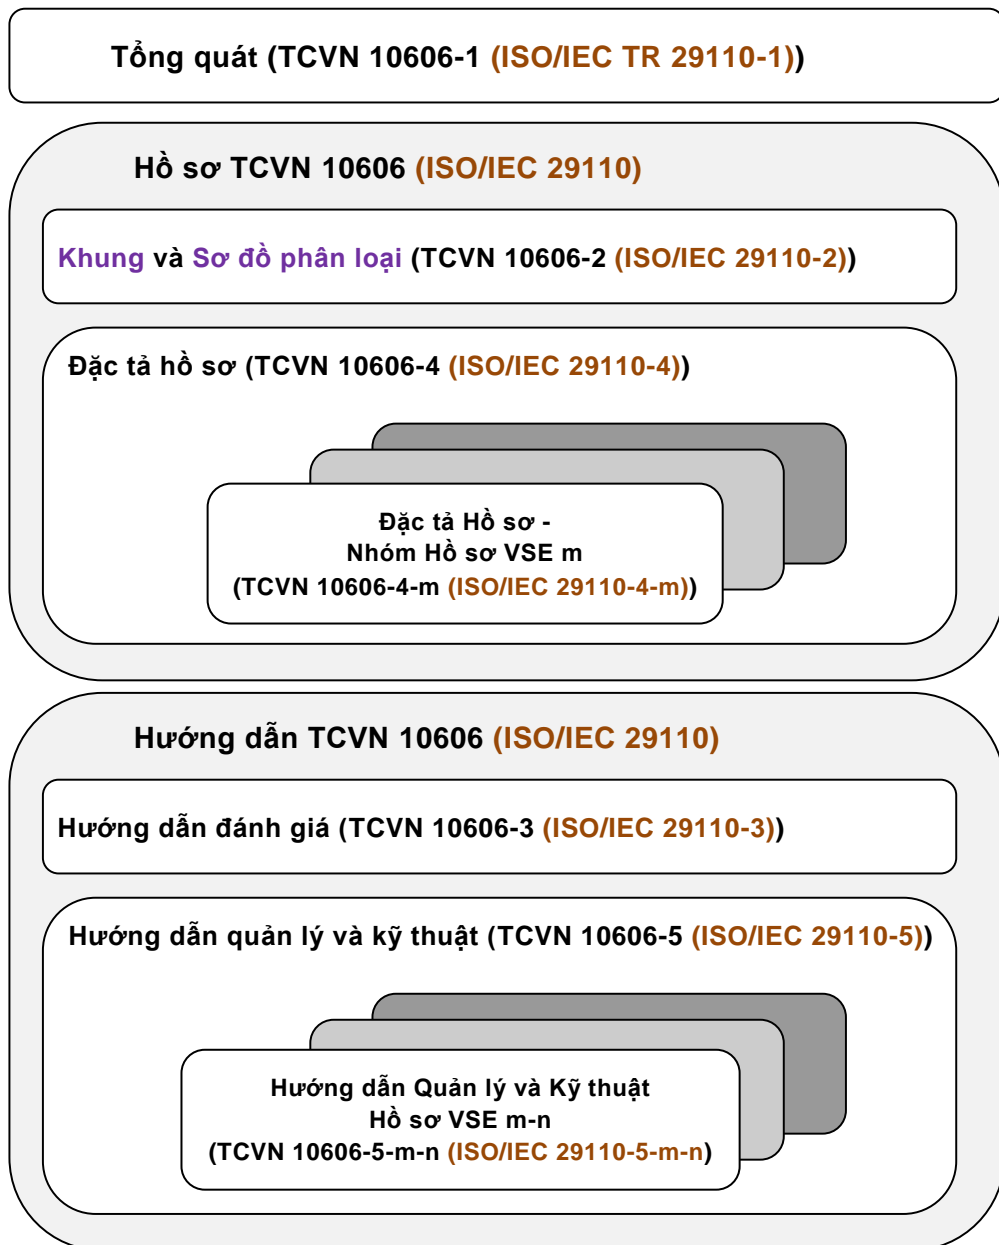 Tổng quát (TCVN 10606-1 (ISO/IEC TR 29110-1))
Hồ sơ TCVN 10606 (ISO/IEC 29110)
Khung và Sơ đồ phân loại (TCVN 10606-2 (ISO/IEC 29110-2))
Đặc tả hồ sơ (TCVN 10606-4 (ISO/IEC 29110-4))
Đặc tả Hồ sơ -
Nhóm Hồ sơ VSE m
(TCVN 10606-4-m (ISO/IEC 29110-4-m))
Hướng dẫn TCVN 10606 (ISO/IEC 29110)
Hướng dẫn đánh giá (TCVN 10606-3 (ISO/IEC 29110-3))
Hướng dẫn quản lý và kỹ thuật (TCVN 10606-5 (ISO/IEC 29110-5))
Hướng dẫn Quản lý và Kỹ thuật
Hồ sơ VSE m-n
(TCVN 10606-5-m-n (ISO/IEC 29110-5-m-n)